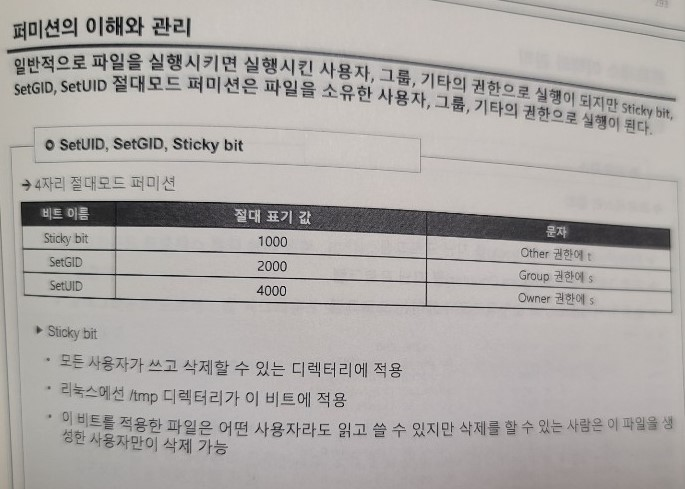 퍼미션의 이해와 관리
일반적으로 파일을 실행시키면 실행시킨 사용자, 그룹, 기타의 권한으로 실행이 되지만 Sticky bit,
SetGID, SetUID 절대모드 퍼미션은 파일을 소유한 사용자, 그룹, 기타의 권한으로 실행이 된다.
SetUID, SetGID, Sticky bit
→ 4자리 절대모드 퍼미션
비트 이름 절대 표기 값 문자
Sticky bit 1000 Other 권한에 t
SetGID 2000 Group 권한에 s
SetUID 4000 Owner 권한에 s
▶ Sticky bit
• 모든 사용자가 쓰고 삭제할 수 있는 디렉터리에 적용
• 리눅스에선 /tmp 디렉터리가 이 비트에 적용
• 이 비트를 적용한 파일은 어떤 사용자라도 읽고 쓸 수 있지만 삭제를 할 수 있는 사람은 이 파일을 생
성한 사용자만이 삭제 가능